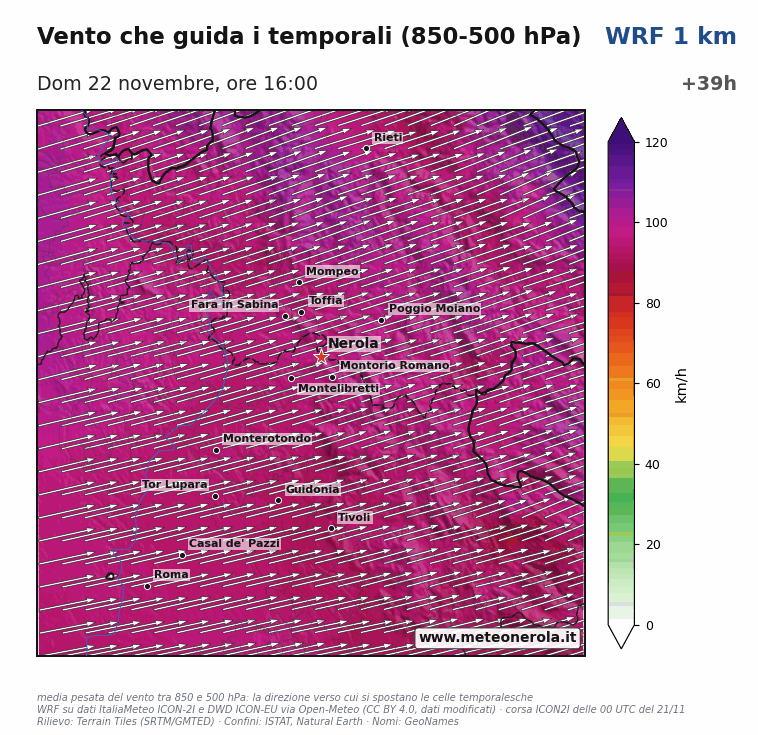 Vento che guida i temporali (850-500 hPa) WRF 1 km
Dom 22 novembre, ore 16:00 +39h
Rieti
Mompeo
Fara in Sabina
Toffia
Poggio Moiano
Nerola
Montorio Romano
Montelibretti
Monterotondo
Tor Lupara
Guidonia
Tivoli
Casal de' Pazzi
Roma
www.meteonerola.it
120
100
80
60
40
20
0
km/h
media pesata del vento tra 850 e 500 hPa: la direzione verso cui si spostano le celle temporalesche
WRF su dati ItaliaMeteo ICON-2I e DWD ICON-EU via Open-Meteo (CC BY 4.0, dati modificati) · corsa ICON2I delle 00 UTC del 21/11
Rilievo: Terrain Tiles (SRTM/GMTED) · Confini: ISTAT, Natural Earth · Nomi: GeoNames